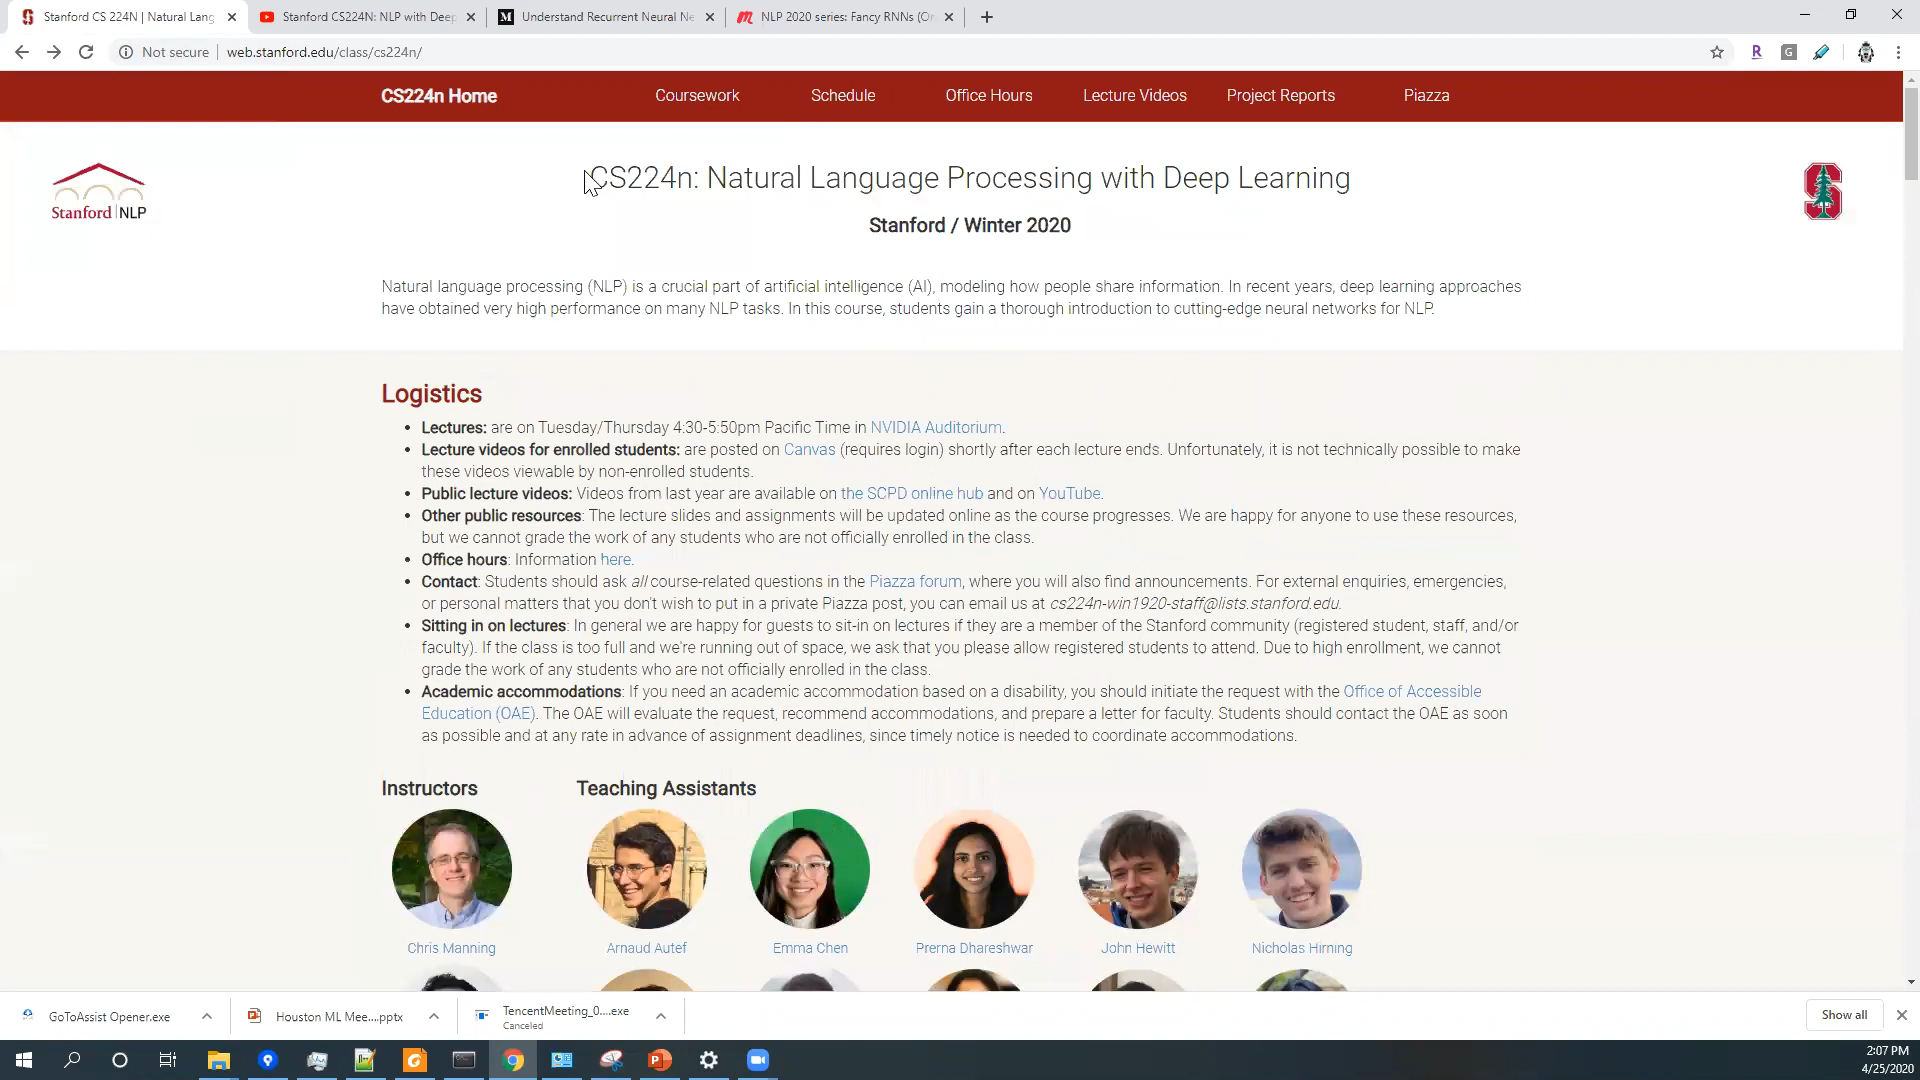 Stanford CS 224N | Natural Lang
Stanford CS224N: NLP with Deep
Understand Recurrent Neural Ne
NLP 2020 series: Fancy RNNs (On
Not secure
web.stanford.edu/class/cs224n/
CS224n Home
Coursework
Schedule
Office Hours
Lecture Videos
Project Reports
Piazza
CS224n: Natural Language Processing with Deep Learning
Stanford / Winter 2020
Stanford | NLP
Natural language processing (NLP) is a crucial part of artificial intelligence (AI), modeling how people share information. In recent years, deep learning approaches
have obtained very high performance on many NLP tasks. In this course, students gain a thorough introduction to cutting-edge neural networks for NLP.
Logistics
• Lectures: are on Tuesday/Thursday 4:30-5:50pm Pacific Time in NVIDIA Auditorium.
• Lecture videos for enrolled students: are posted on Canvas (requires login) shortly after each lecture ends. Unfortunately, it is not technically possible to make
these videos viewable by non-enrolled students.
• Public lecture videos: Videos from last year are available on the SCPD online hub and on YouTube.
• Other public resources: The lecture slides and assignments will be updated online as the course progresses. We are happy for anyone to use these resources,
but we cannot grade the work of any students who are not officially enrolled in the class.
• Office hours: Information here.
• Contact: Students should ask all course-related questions in the Piazza forum, where you will also find announcements. For external enquiries, emergencies,
or personal matters that you don't wish to put in a private Piazza post, you can email us at cs224n-win1920-staff@lists.stanford.edu.
• Sitting in on lectures: In general we are happy for guests to sit-in on lectures if they are a member of the Stanford community (registered student, staff, and/or
faculty). If the class is too full and we're running out of space, we ask that you please allow registered students to attend. Due to high enrollment, we cannot
grade the work of any students who are not officially enrolled in the class.
• Academic accommodations: If you need an academic accommodation based on a disability, you should initiate the request with the Office of Accessible
Education (OAE). The OAE will evaluate the request, recommend accommodations, and prepare a letter for faculty. Students should contact the OAE as soon
as possible and at any rate in advance of assignment deadlines, since timely notice is needed to coordinate accommodations.
Instructors
Teaching Assistants
Chris Manning
Arnaud Autef
Emma Chen
Prerna Dhareshwar
John Hewitt
Nicholas Hirning
GoToAssist Opener.exe
Houston ML Mee....pptx
TencentMeeting_0....exe
Canceled
Show all
2:07 PM
4/25/2020